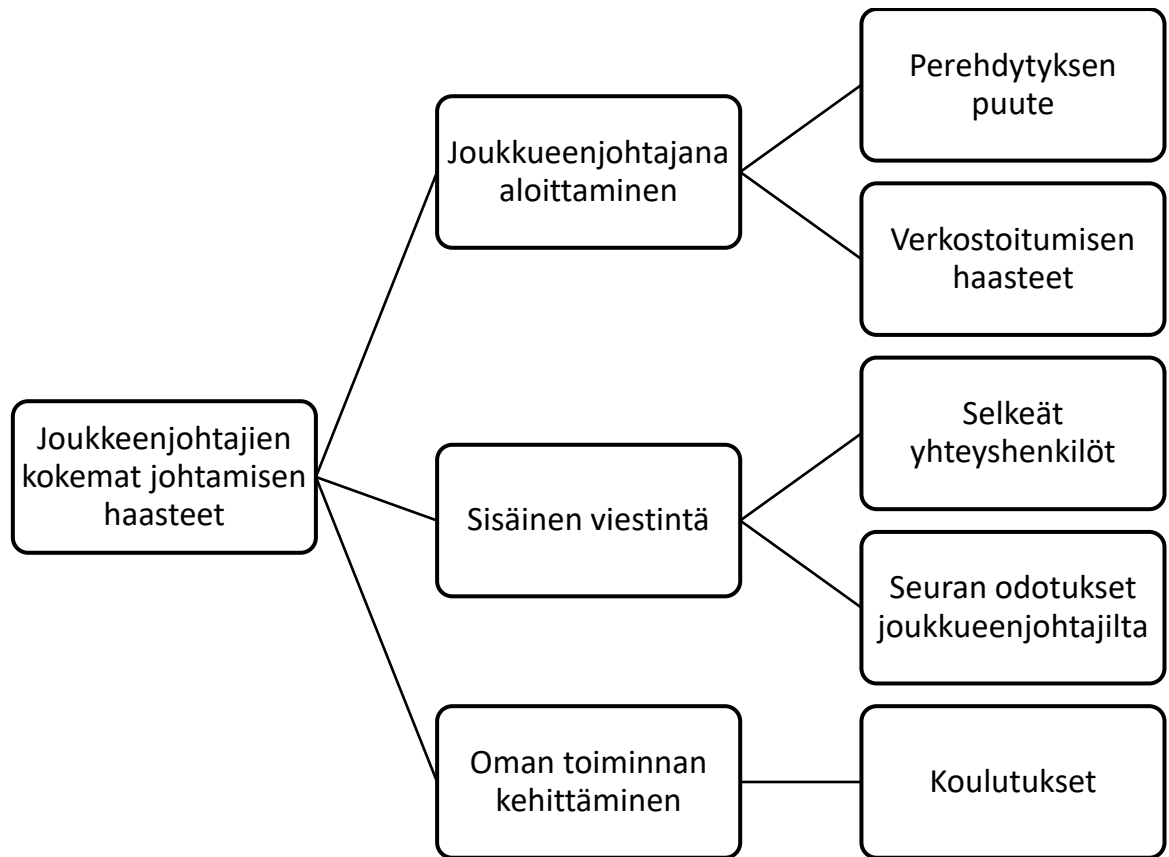 Joukkeenjohtajien
kokemat johtamisen
haasteet
Joukkueenjohtajana
aloittaminen
Perehdytyksen
puute
Verkostoitumisen
haasteet
Sisäinen viestintä
Selkeät
yhteyshenkilöt
Seuran odotukset
joukkueenjohtajilta
Oman toiminnan
kehittäminen
Koulutukset